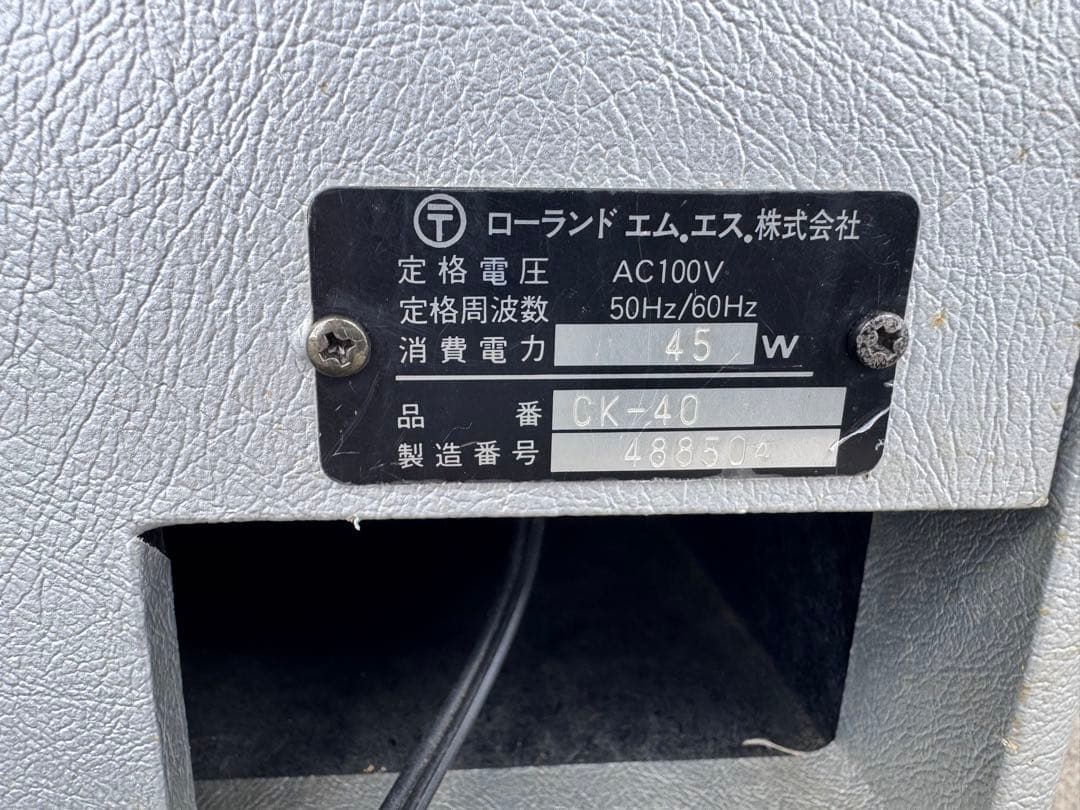 〒 ローランド エム.エス.株式会社
定格電圧 AC100V
定格周波数 50Hz/60Hz
消費電力 45 W
品番 CK-40
製造番号 488504